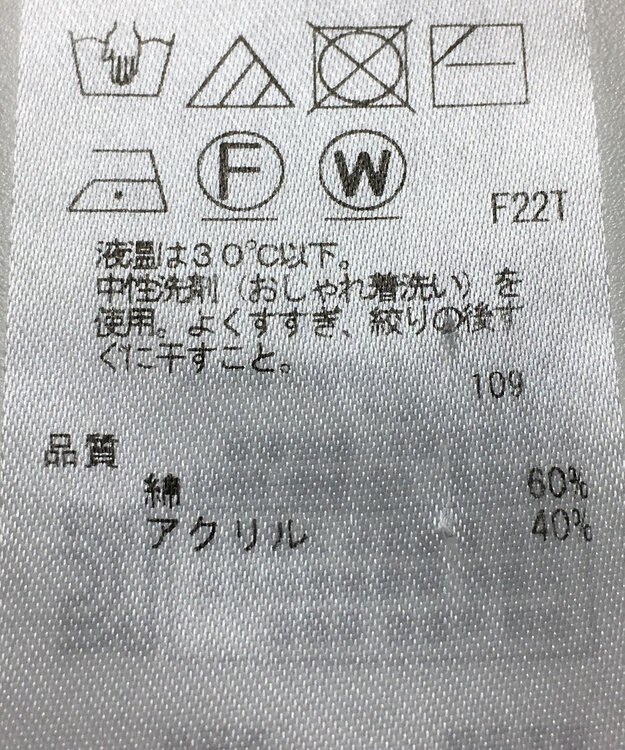 F
W
F22T
液温は30℃以下。
中性洗剤（おしゃれ着洗い）を
使用。よくすすぎ、絞りの後す
ぐに干すこと。
109
品質
綿 60%
アクリル 40%